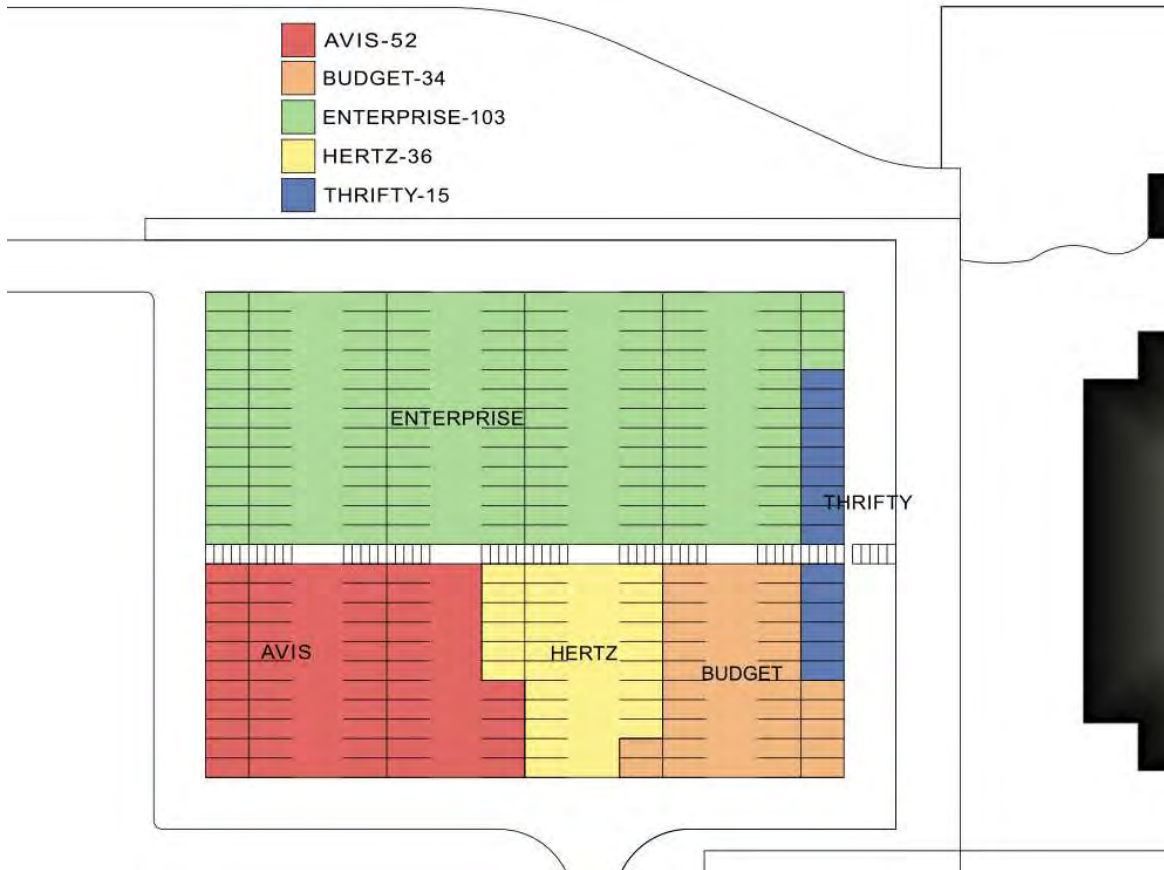 AVIS-52
BUDGET-34
ENTERPRISE-103
HERTZ-36
THRIFTY-15
ENTERPRISE
THRIFTY
AVIS
HERTZ
BUDGET